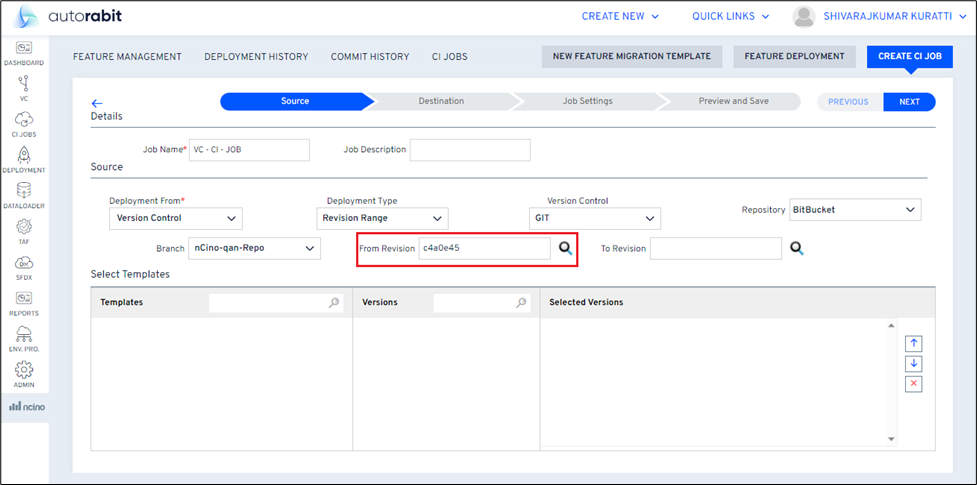 autorabit CREATE NEW QUICK LINKS SHIVARAJKUMAR KURATTI
DASHBOARD
VC
CI JOBS
DEPLOYMENT
DATALOADER
TAF
SFDX
REPORTS
ENV. PRO.
ADMIN
ncino
FEATURE MANAGEMENT DEPLOYMENT HISTORY COMMIT HISTORY CI JOBS NEW FEATURE MIGRATION TEMPLATE FEATURE DEPLOYMENT CREATE CI JOB
Source Destination Job Settings Preview and Save PREVIOUS NEXT
Details
Job Name* VC - CI - JOB Job Description
Source
Deployment From* Deployment Type Version Control
Version Control Revision Range GIT Repository BitBucket
Branch nCino-qan-Repo From Revision c4a0e45 To Revision
Select Templates
Templates Versions Selected Versions